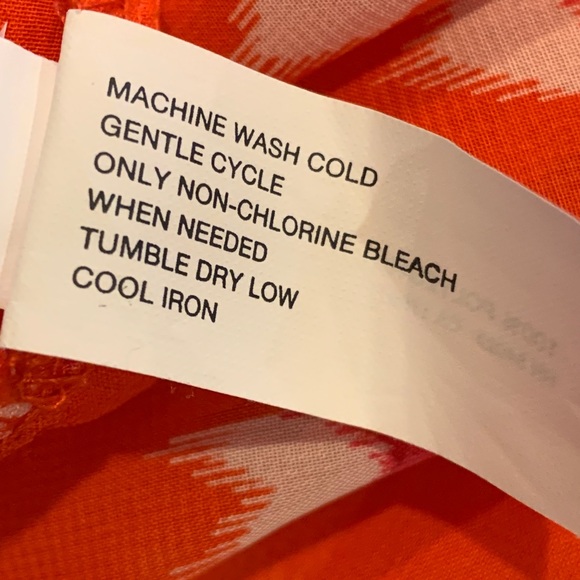 MACHINE WASH COLD
GENTLE CYCLE
ONLY NON-CHLORINE BLEACH
WHEN NEEDED
TUMBLE DRY LOW
COOL IRON